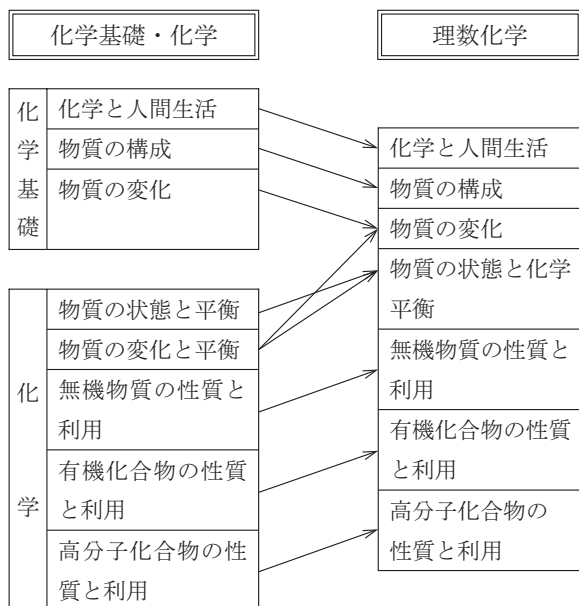 化学基礎・化学
理数化学
化学基礎
化学と人間生活
物質の構成
物質の変化
化学
物質の状態と平衡
物質の変化と平衡
無機物質の性質と
利用
有機化合物の性質
と利用
高分子化合物の性
質と利用
化学と人間生活
物質の構成
物質の変化
物質の状態と化学
平衡
無機物質の性質と
利用
有機化合物の性質
と利用
高分子化合物の
性質と利用